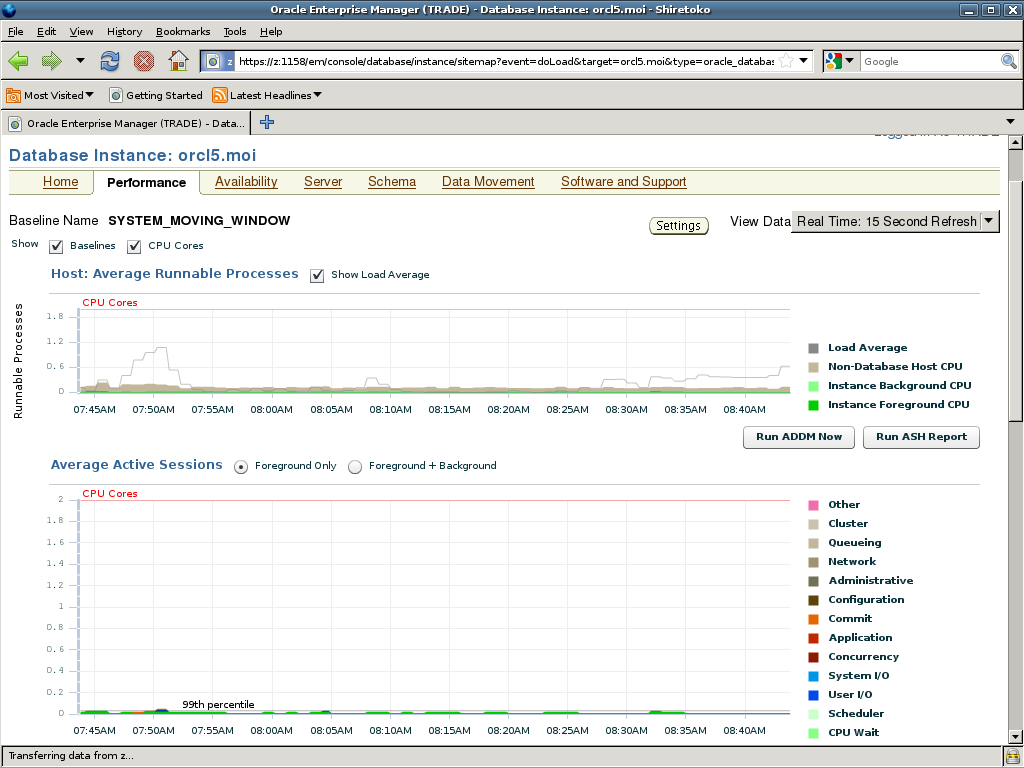 Oracle Enterprise Manager (TRADE) - Database Instance: orcl5.moi - Shiretoko
File Edit View History Bookmarks Tools Help
z https://z:1158/em/console/database/instance/sitemap?event=doLoad&target=orcl5.moi&type=oracle_databas Google
Most Visited Getting Started Latest Headlines
Oracle Enterprise Manager (TRADE) - Data...
Database Instance: orcl5.moi
Home Performance Availability Server Schema Data Movement Software and Support
Baseline Name SYSTEM_MOVING_WINDOW Settings View Data Real Time: 15 Second Refresh
Show Baselines CPU Cores
Host: Average Runnable Processes Show Load Average
CPU Cores
Runnable Processes
1.8
1.2
0.6
0
07:45AM 07:50AM 07:55AM 08:00AM 08:05AM 08:10AM 08:15AM 08:20AM 08:25AM 08:30AM 08:35AM 08:40AM
Load Average
Non-Database Host CPU
Instance Background CPU
Instance Foreground CPU
Run ADDM Now Run ASH Report
Average Active Sessions Foreground Only Foreground + Background
CPU Cores
2
1.8
1.6
1.4
1.2
1
0.8
0.6
0.4
0.2
0
99th percentile
07:45AM 07:50AM 07:55AM 08:00AM 08:05AM 08:10AM 08:15AM 08:20AM 08:25AM 08:30AM 08:35AM 08:40AM
Other
Cluster
Queueing
Network
Administrative
Configuration
Commit
Application
Concurrency
System I/O
User I/O
Scheduler
CPU Wait
Transferring data from z...